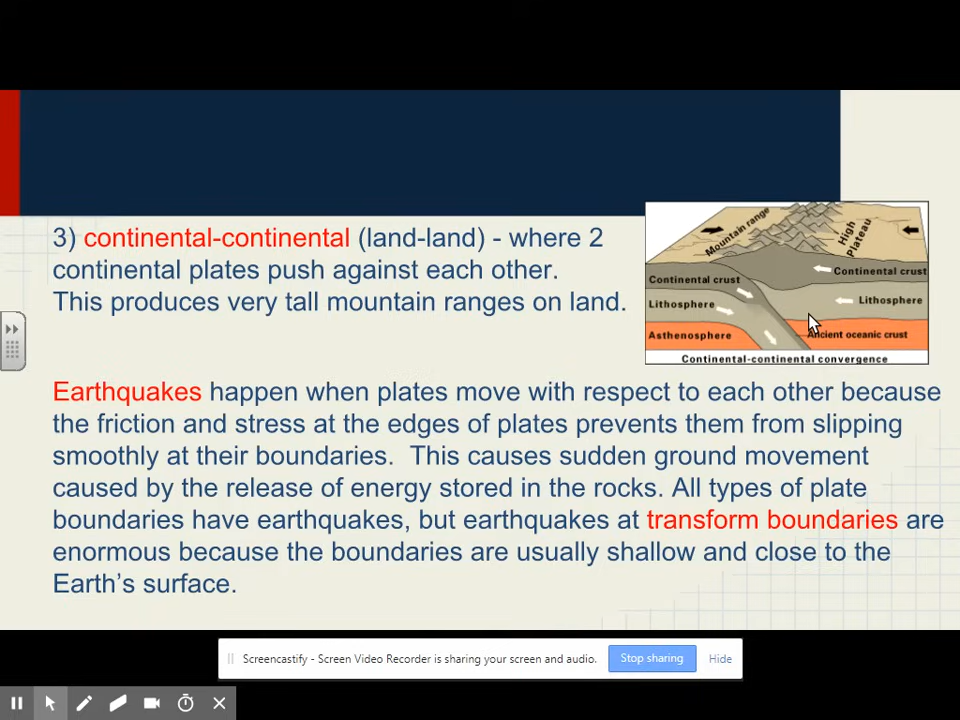 3) continental-continental (land-land) - where 2
continental plates push against each other.
This produces very tall mountain ranges on land.
Mountain range
High
Plateau
Continental crust
Continental crust
Lithosphere
Lithosphere
Asthenosphere
Ancient oceanic crust
Continental-continental convergence
Earthquakes happen when plates move with respect to each other because
the friction and stress at the edges of plates prevents them from slipping
smoothly at their boundaries. This causes sudden ground movement
caused by the release of energy stored in the rocks. All types of plate
boundaries have earthquakes, but earthquakes at transform boundaries are
enormous because the boundaries are usually shallow and close to the
Earth's surface.
Screencastify - Screen Video Recorder is sharing your screen and audio.
Stop sharing
Hide